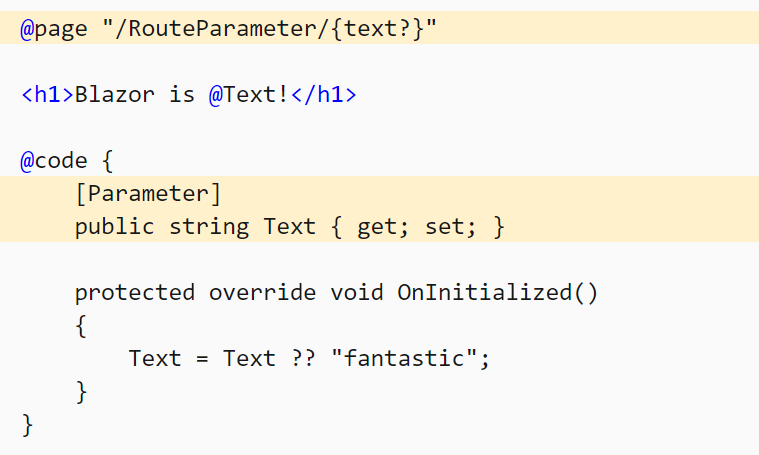 @page "/RouteParameter/{text?}"
<h1>Blazor is @Text!</h1>
@code {
    [Parameter]
    public string Text { get; set; }
    protected override void OnInitialized()
    {
        Text = Text ?? "fantastic";
    }
}